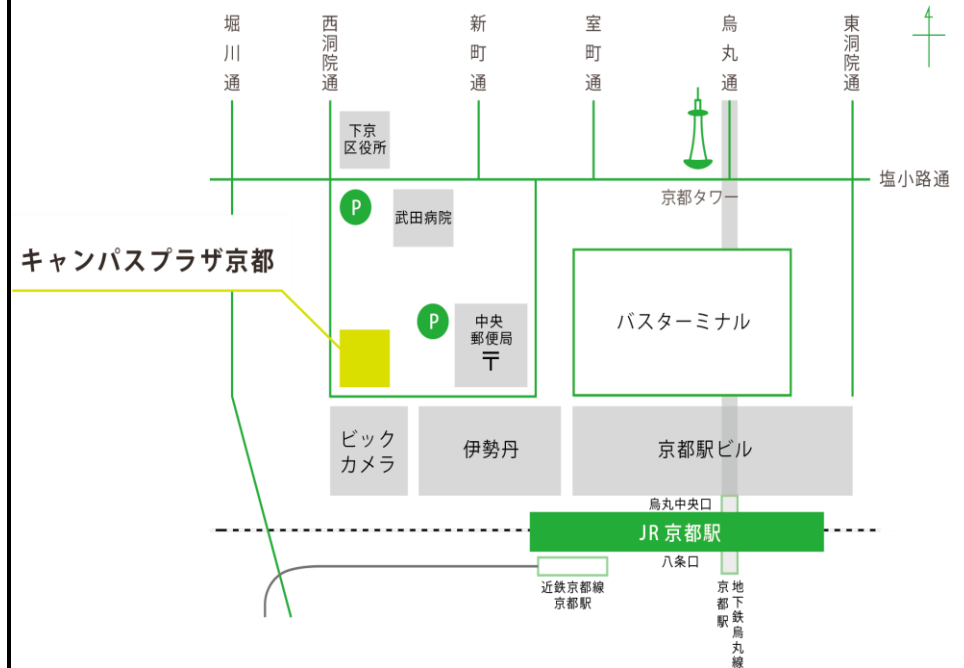 堀川通
西洞院通
新町通
室町通
烏丸通
東洞院通
下京
区役所
塩小路通
京都タワー
P
武田病院
キャンパスプラザ京都
P
中央
郵便局
〒
バスターミナル
ビック
カメラ
伊勢丹
京都駅ビル
烏丸中央口
JR 京都駅
八条口
近鉄京都線
京都駅
地下鉄烏丸線
京都駅